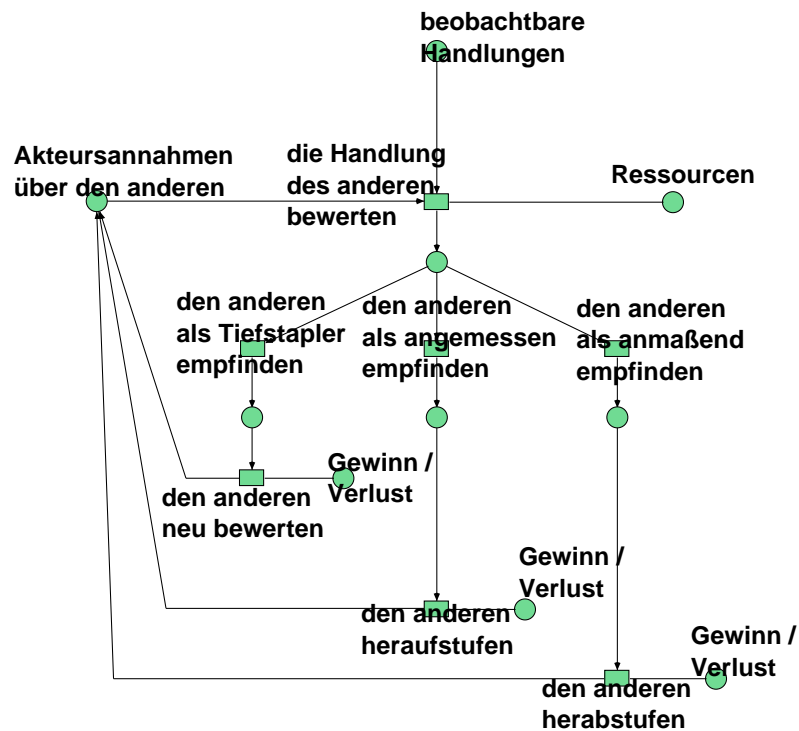 beobachtbare
Handlungen
Akteursannahmen
über den anderen
die Handlung
des anderen
bewerten
Ressourcen
den anderen
als Tiefstapler
empfinden
den anderen
als angemessen
empfinden
den anderen
als anmaßend
empfinden
Gewinn /
Verlust
den anderen
neu bewerten
Gewinn /
Verlust
den anderen
heraufstufen
Gewinn /
Verlust
den anderen
herabstufen